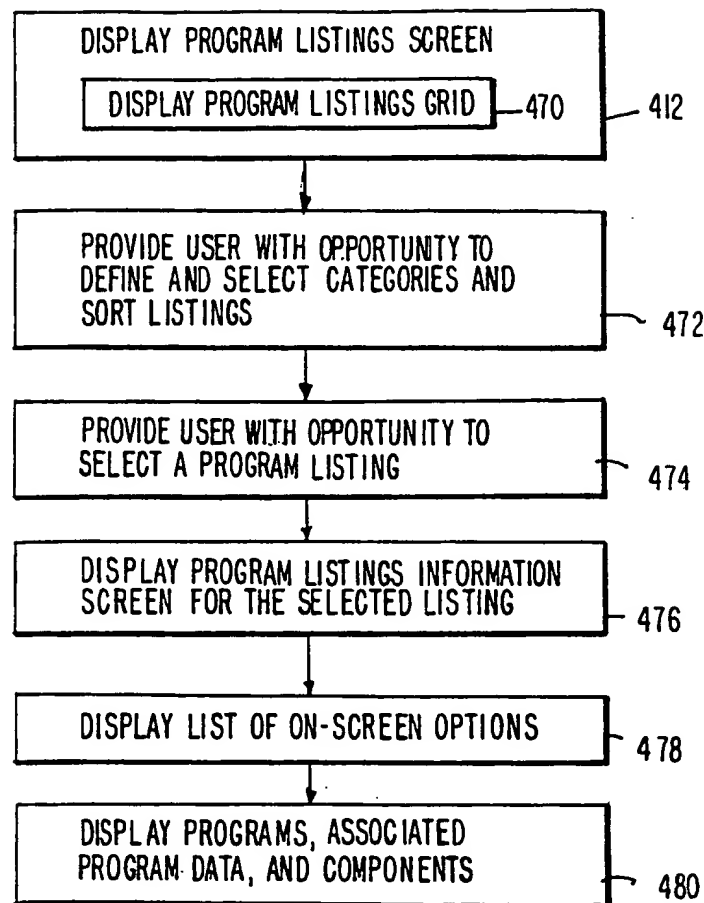 DISPLAY PROGRAM LISTINGS SCREEN
DISPLAY PROGRAM LISTINGS GRID
470
412
PROVIDE USER WITH OPPORTUNITY TO
DEFINE AND SELECT CATEGORIES AND
SORT LISTINGS
472
PROVIDE USER WITH OPPORTUNITY TO
SELECT A PROGRAM LISTING
474
DISPLAY PROGRAM LISTINGS INFORMATION
SCREEN FOR THE SELECTED LISTING
476
DISPLAY LIST OF ON-SCREEN OPTIONS
478
DISPLAY PROGRAMS, ASSOCIATED
PROGRAM DATA, AND COMPONENTS
480